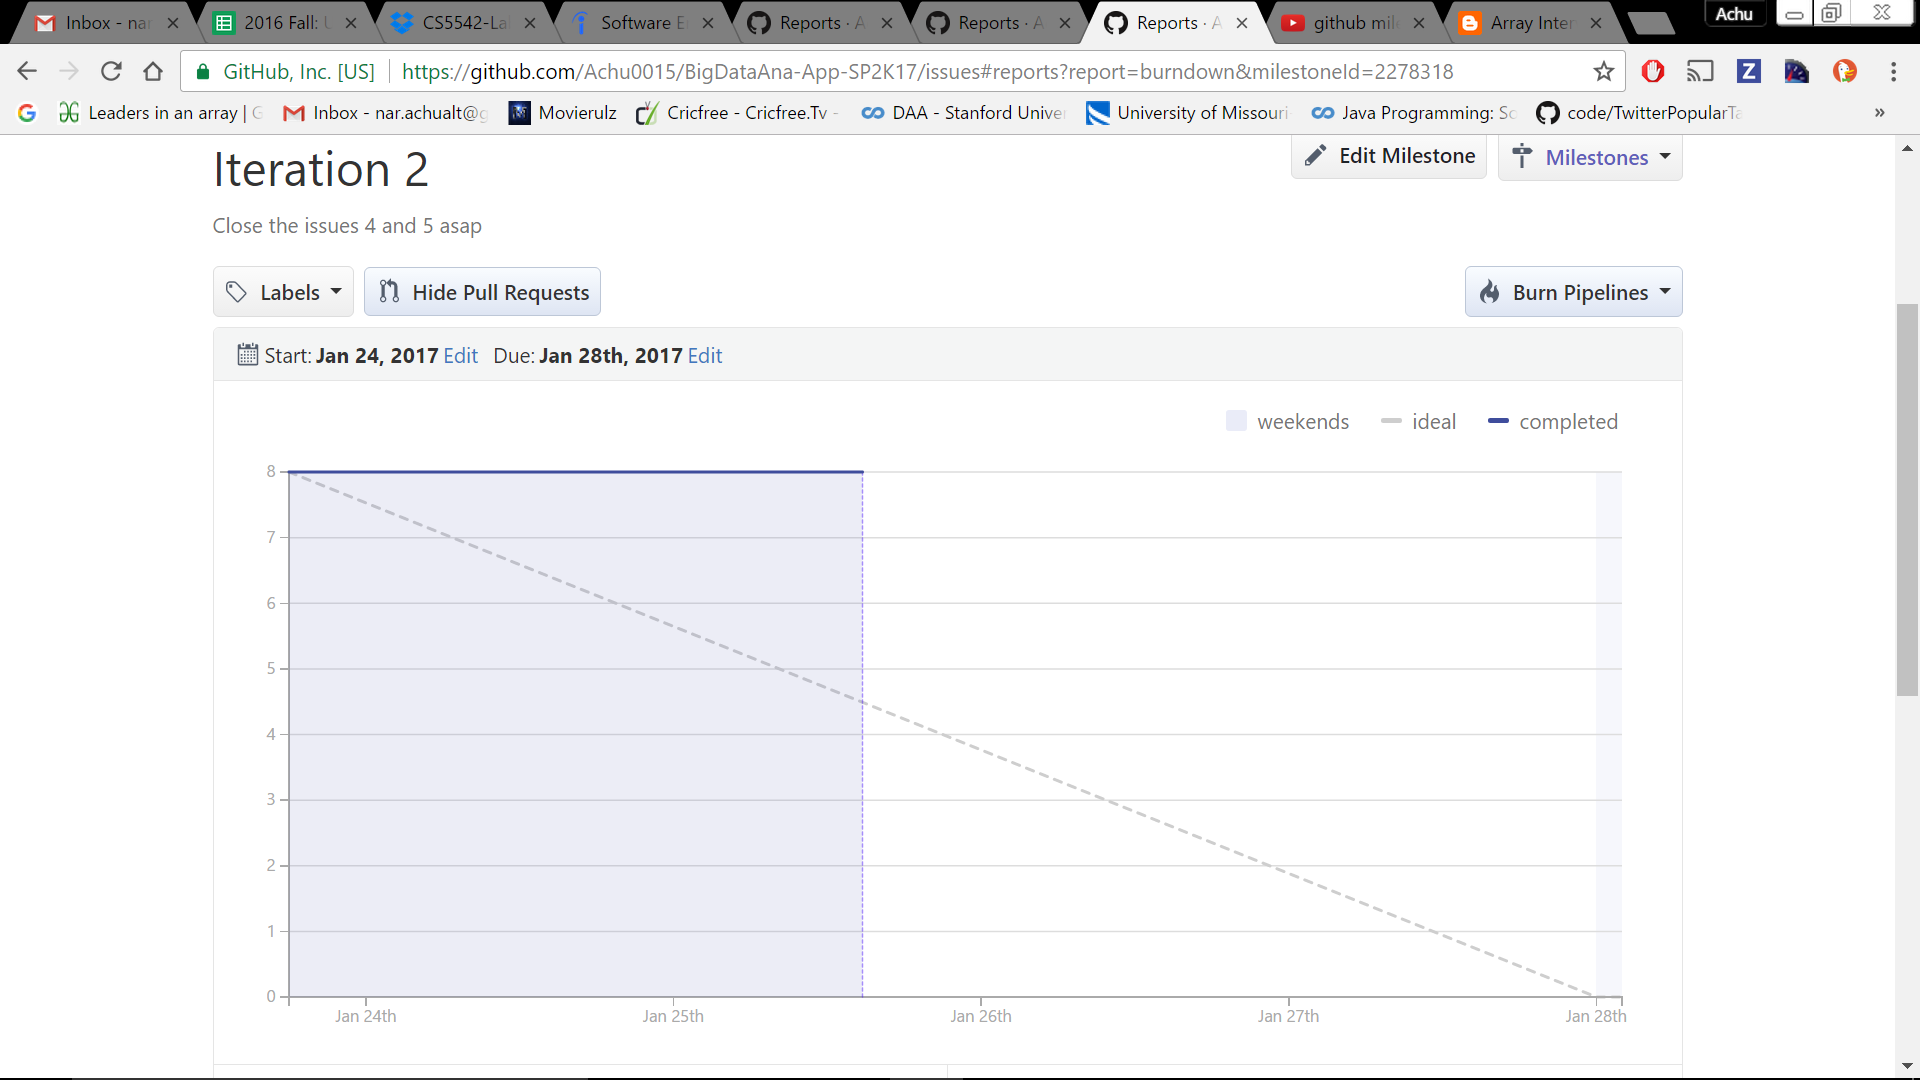 Inbox - nar
2016 Fall: U
CS5542-La
Software E
Reports · A
Reports · A
Reports · A
github mile
Array Inter
Achu
GitHub, Inc. [US]
https://github.com/Achu0015/BigDataAna-App-SP2K17/issues#reports?report=burndown&milestoneId=2278318
Z
Leaders in an array | G
Inbox - nar.achualt@g
Movierulz
Cricfree - Cricfree.Tv -
DAA - Stanford Univer
University of Missouri
Java Programming: So
code/TwitterPopularTa
»
Iteration 2
Edit Milestone
Milestones
Close the issues 4 and 5 asap
Labels
Hide Pull Requests
Burn Pipelines
Start: Jan 24, 2017 Edit Due: Jan 28th, 2017 Edit
weekends
ideal
completed
8
7
6
5
4
3
2
1
0
Jan 24th
Jan 25th
Jan 26th
Jan 27th
Jan 28th